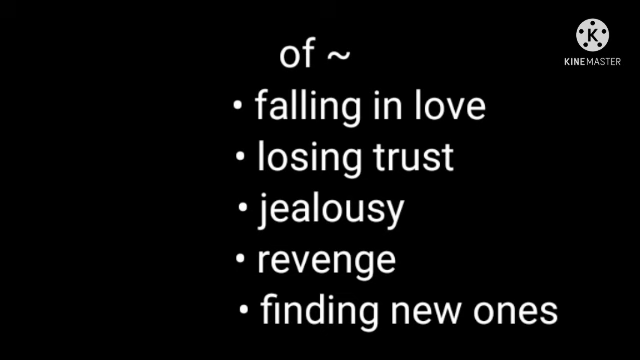 of ~
• falling in love
• losing trust
• jealousy
• revenge
• finding new ones
K
KINEMASTER